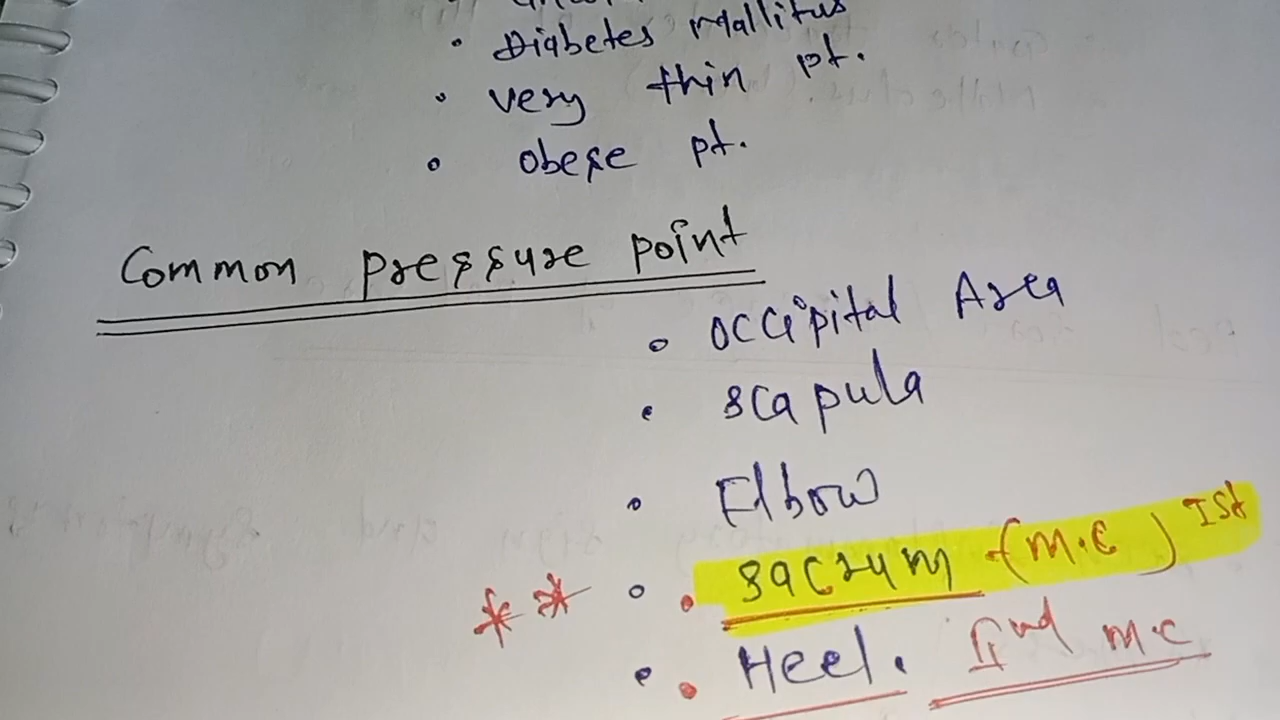 • Diabetes Mallitus
• very thin pt.
• obese pt.
Common pressure point
• Occipital Area
• scapula
• Elbow
** • • sacrum (m.c) Ist
• • Heel. IInd m.c